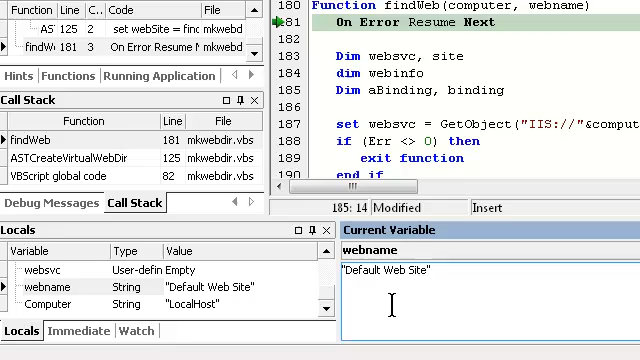 Function Line C.. Code File
AS 125 2 set webSite = find mkwebd
findWe 181 3 On Error Resume N mkwebd
Hints Functions Running Application
Call Stack
Function Line File
findWeb 181 mkwebdir.vbs
ASTCreateVirtualWebDir 125 mkwebdir.vbs
VBScript global code 82 mkwebdir.vbs
Debug Messages Call Stack
180 Function findWeb(computer, webname)
181 On Error Resume Next
182
183 Dim websvc, site
184 dim webinfo
185 Dim aBinding, binding
186
187 set websvc = GetObject("IIS://"&comput
188 if (Err <> 0) then
189 exit function
190 end if
185: 14 Modified Insert
Locals
Variable Type Value
websvc User-defin Empty
webname String "Default Web Site"
Computer String "LocalHost"
Locals Immediate Watch
Current Variable
webname
"Default Web Site"